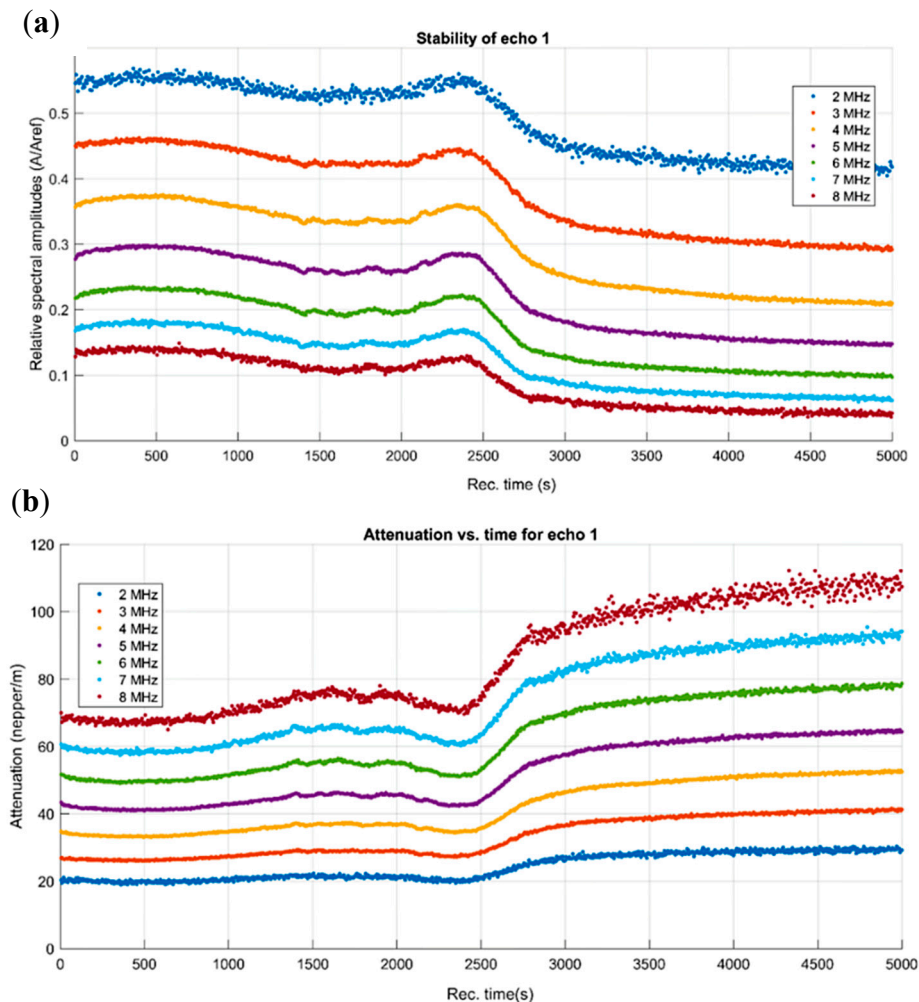 (a)
Stability of echo 1
Relative spectral amplitudes (A/Aref)
0.5
0.4
0.3
0.2
0.1
0
2 MHz
3 MHz
4 MHz
5 MHz
6 MHz
7 MHz
8 MHz
0 500 1000 1500 2000 2500 3000 3500 4000 4500 5000
Rec. time (s)
(b)
Attenuation vs. time for echo 1
Attenuation (nepper/m)
120
100
80
60
40
20
0
2 MHz
3 MHz
4 MHz
5 MHz
6 MHz
7 MHz
8 MHz
0 500 1000 1500 2000 2500 3000 3500 4000 4500 5000
Rec. time(s)